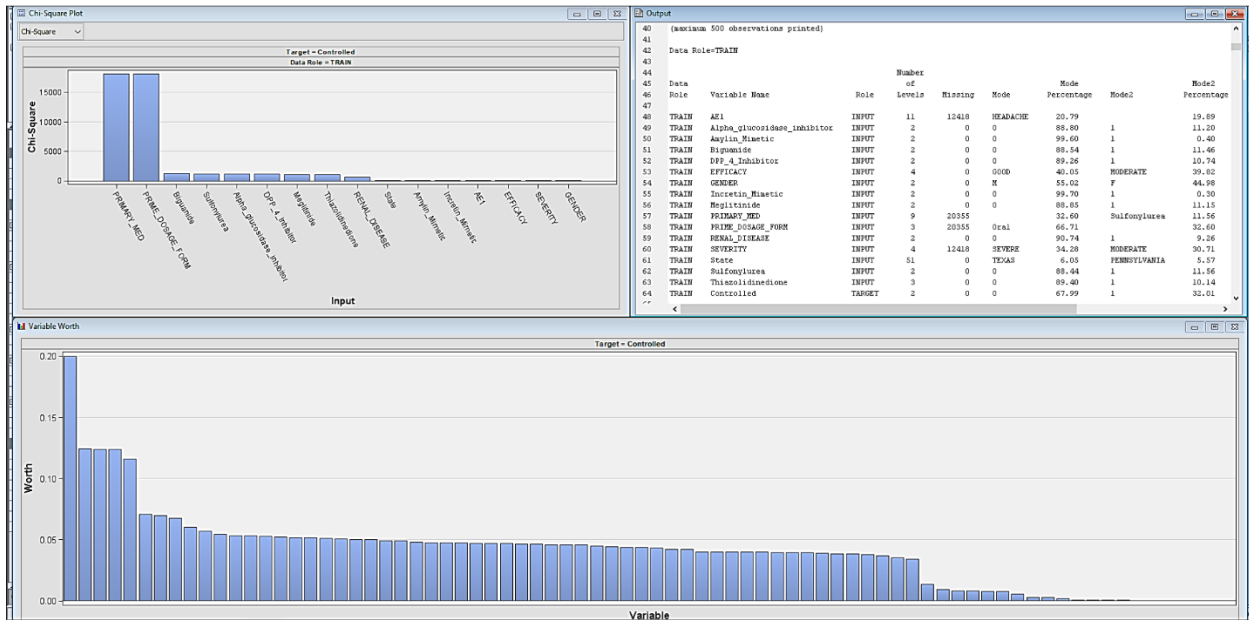 Chi-Square Plot
Chi-Square
Target = Controlled
Data Role = TRAIN
Chi-Square
15000
10000
5000
0
PRIMARY_MED
PRIME_DOSAGE_FORM
Biguanide
Sulfonylurea
Alpha_glucosidase_inhibitor
DPP_4_Inhibitor
Meglitinide
Thiazolidinedione
RENAL_DISEASE
State
Amylin_Mimetic
Incretin_Mimetic
AE1
EFFICACY
SEVERITY
GENDER
Input
Output
40 (maximum 500 observations printed)
41
42 Data Role=TRAIN
43
44 Number
45 Data of Mode Mode2
46 Role Variable Name Role Levels Missing Mode Percentage Mode2 Percentage
47
48 TRAIN AE1 INPUT 11 12418 HEADACHE 20.79 19.89
49 TRAIN Alpha_glucosidase_inhibitor INPUT 2 0 0 88.80 1 11.20
50 TRAIN Amylin_Mimetic INPUT 2 0 0 99.60 1 0.40
51 TRAIN Biguanide INPUT 2 0 0 88.54 1 11.46
52 TRAIN DPP_4_Inhibitor INPUT 2 0 0 89.26 1 10.74
53 TRAIN EFFICACY INPUT 4 0 GOOD 40.05 MODERATE 39.82
54 TRAIN GENDER INPUT 2 0 M 55.02 F 44.98
55 TRAIN Incretin_Mimetic INPUT 2 0 0 99.70 1 0.30
56 TRAIN Meglitinide INPUT 2 0 0 88.85 1 11.15
57 TRAIN PRIMARY_MED INPUT 9 20355 32.60 Sulfonylurea 11.56
58 TRAIN PRIME_DOSAGE_FORM INPUT 3 20355 Oral 66.71 32.60
59 TRAIN RENAL_DISEASE INPUT 2 0 0 90.74 1 9.26
60 TRAIN SEVERITY INPUT 4 12418 SEVERE 34.28 MODERATE 30.71
61 TRAIN State INPUT 51 0 TEXAS 6.05 PENNSYLVANIA 5.57
62 TRAIN Sulfonylurea INPUT 2 0 0 88.44 1 11.56
63 TRAIN Thiazolidinedione INPUT 3 0 0 89.40 1 10.14
64 TRAIN Controlled TARGET 2 0 0 67.99 1 32.01
Variable Worth
Target = Controlled
Worth
0.20
0.15
0.10
0.05
0.00
Variable